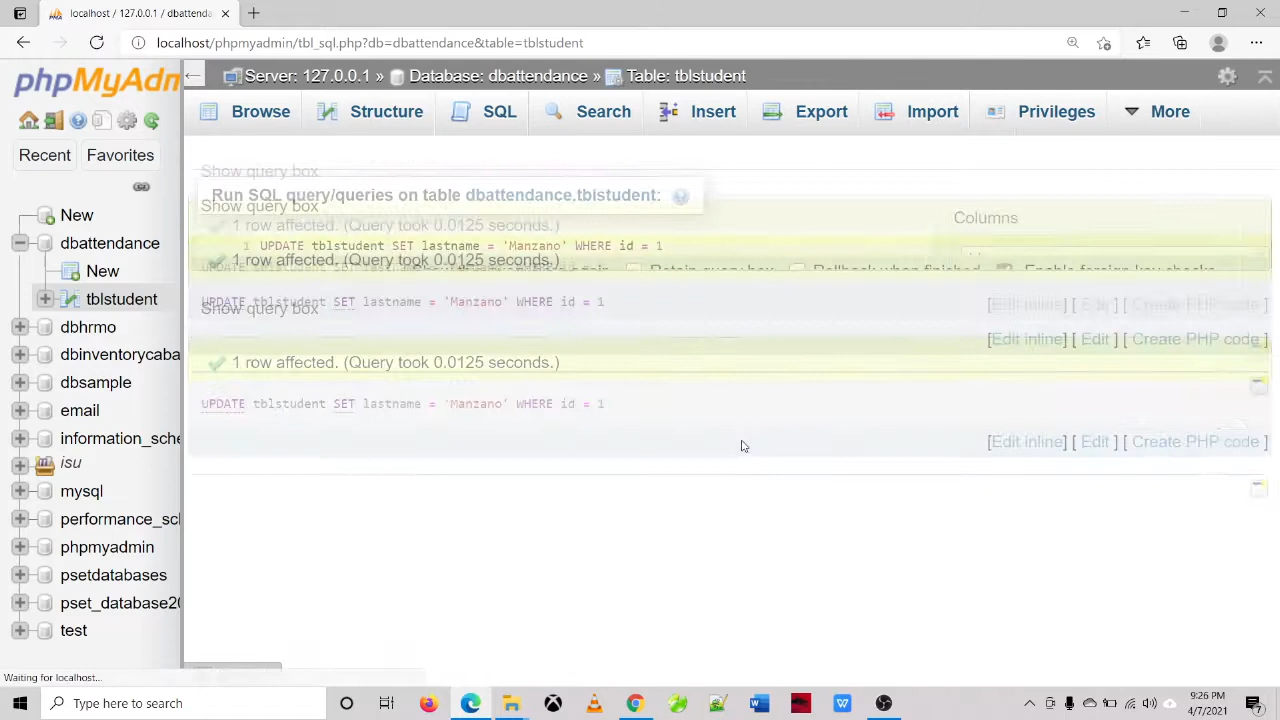 localhost / 127.0.0.1 / dbattenda
localhost/phpmyadmin/tbl_sql.php?db=dbattendance&table=tblstudent
phpMyAdm
Server: 127.0.0.1 » Database: dbattendance » Table: tblstudent
Browse Structure SQL Search Insert Export Import Privileges More
Recent Favorites
New
dbattendance
New
tblstudent
dbhrmo
dbinventorycaba
dbsample
email
information_sche
isu
mysql
performance_sch
phpmyadmin
psetdatabases
pset_database20
test
Show query box
Run SQL query/queries on table dbattendance.tblstudent:
Show query box
Columns
1 row affected. (Query took 0.0125 seconds.)
1 UPDATE tblstudent SET lastname = 'Manzano' WHERE id = 1
1 row affected. (Query took 0.0125 seconds.)
Retain query box Rollback when finished Enable foreign key checks
UPDATE tblstudent SET lastname = 'Manzano' WHERE id = 1
[Edit inline] [ Edit ] [ Create PHP code ]
Show query box
[Edit inline] [ Edit ] [ Create PHP code ]
1 row affected. (Query took 0.0125 seconds.)
UPDATE tblstudent SET lastname = 'Manzano' WHERE id = 1
[Edit inline] [ Edit ] [ Create PHP code ]
Waiting for localhost...
Type here to search
9:26 PM
4/7/2021
7